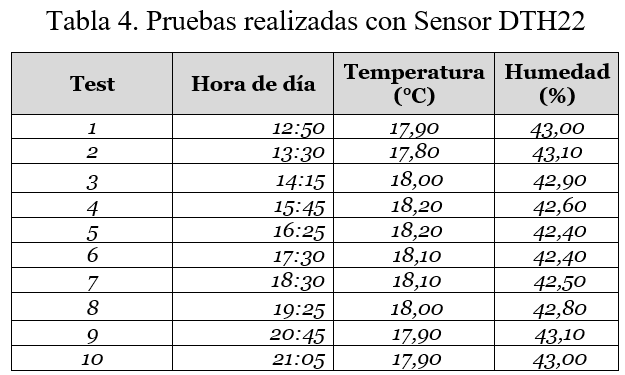 Tabla 4. Pruebas realizadas con Sensor DTH22
Test Hora de día Temperatura (°C) Humedad (%)
1 12:50 17,90 43,00
2 13:30 17,80 43,10
3 14:15 18,00 42,90
4 15:45 18,20 42,60
5 16:25 18,20 42,40
6 17:30 18,10 42,40
7 18:30 18,10 42,50
8 19:25 18,00 42,80
9 20:45 17,90 43,10
10 21:05 17,90 43,00